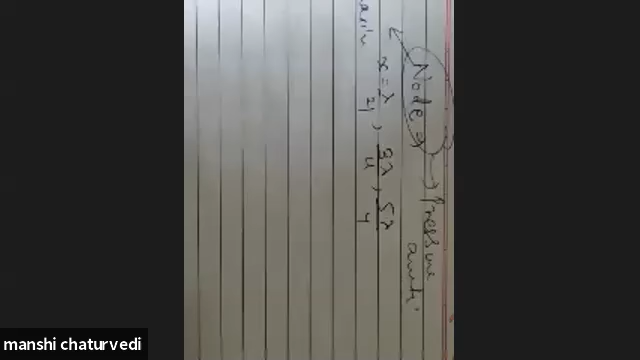 Node ⇒ → Pressure
x = λ/4, 3λ/4, 5λ/4
manshi chaturvedi